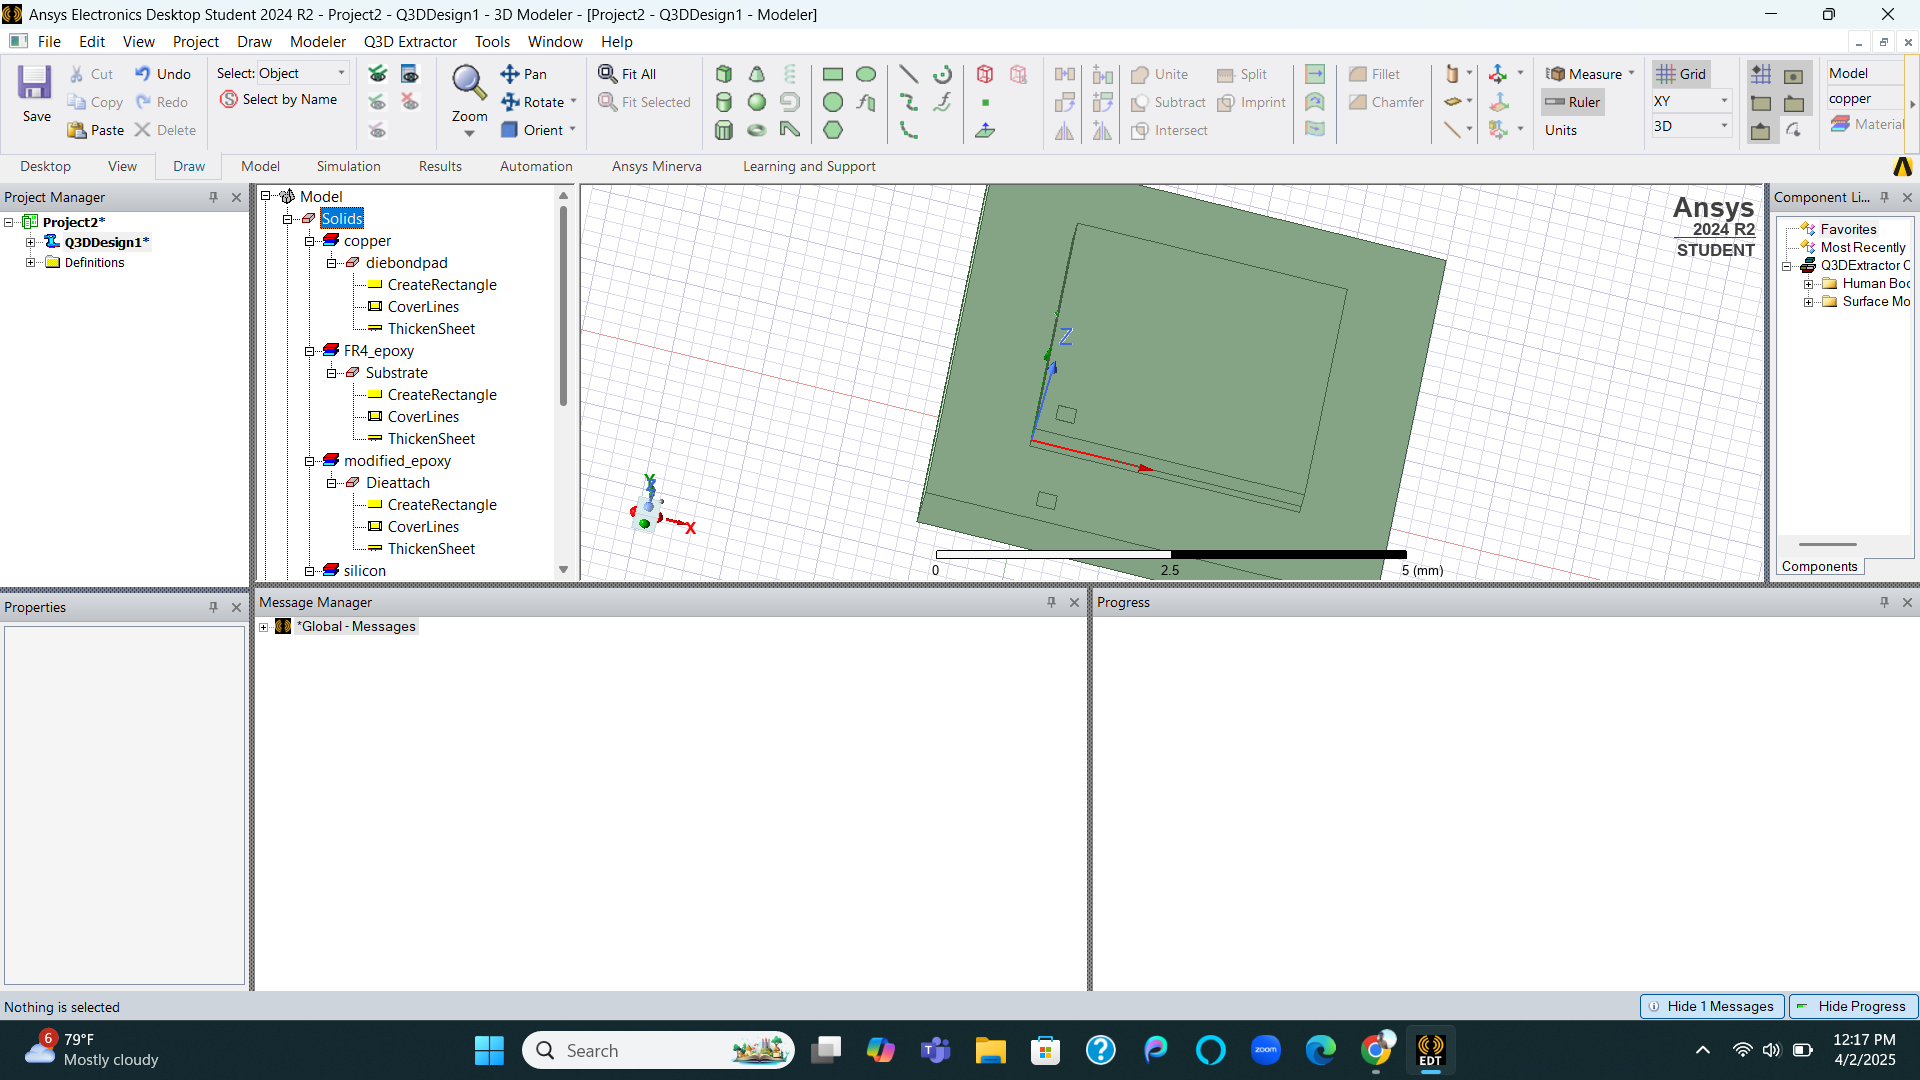 Ansys Electronics Desktop Student 2024 R2 - Project2 - Q3DDesign1 - 3D Modeler - [Project2 - Q3DDesign1 - Modeler]
File Edit View Project Draw Modeler Q3D Extractor Tools Window Help
Save
Cut
Copy
Paste
Undo
Redo
Delete
Select: Object
Select by Name
Zoom
Pan
Rotate
Orient
Fit All
Fit Selected
Unite
Subtract
Intersect
Split
Imprint
Fillet
Chamfer
Measure
Ruler
Units
Grid
XY
3D
Model
copper
Material
Desktop View Draw Model Simulation Results Automation Ansys Minerva Learning and Support
Project Manager
Project2*
Q3DDesign1*
Definitions
Model
Solids
copper
diebondpad
CreateRectangle
CoverLines
ThickenSheet
FR4_epoxy
Substrate
CreateRectangle
CoverLines
ThickenSheet
modified_epoxy
Dieattach
CreateRectangle
CoverLines
ThickenSheet
silicon
Z
Y
Z
X
0 2.5 5 (mm)
Ansys
2024 R2
STUDENT
Component Li...
Favorites
Most Recently
Q3DExtractor C
Human Boc
Surface Mo
Components
Properties
Message Manager
*Global - Messages
Progress
Nothing is selected
Hide 1 Messages
Hide Progress
6
79°F
Mostly cloudy
Search
zoom
EDT
12:17 PM
4/2/2025